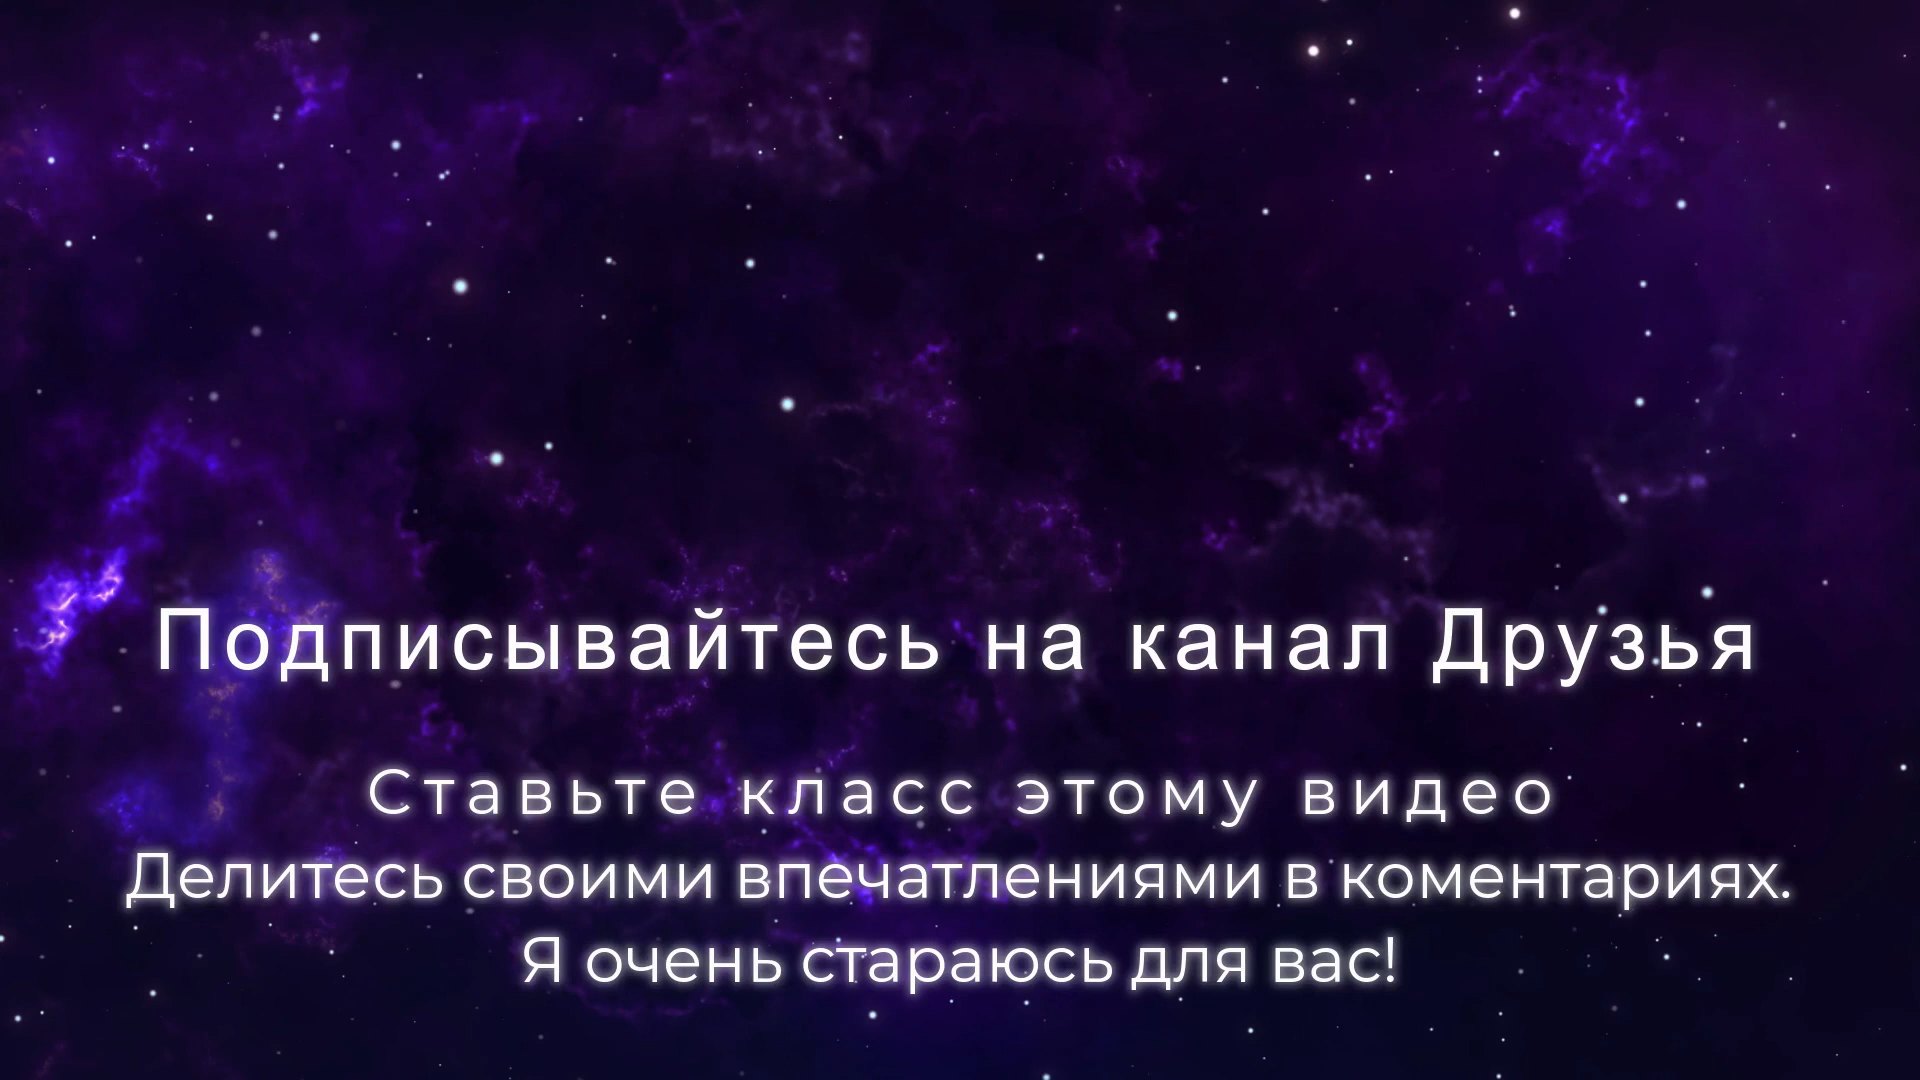 Подписывайтесь на канал Друзья
Ставьте класс этому видео
Делитесь своими впечатлениями в коментариях.
Я очень стараюсь для вас!